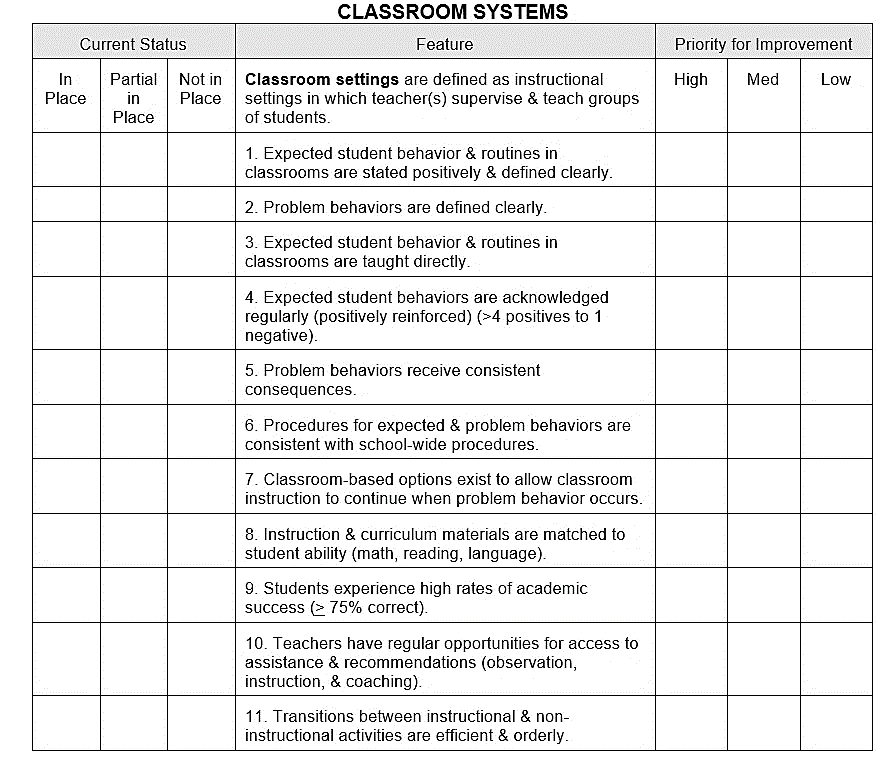 CLASSROOM SYSTEMS
Current Status
Feature
Priority for Improvement
In
Place
Partial
in
Place
Not in
Place
Classroom settings are defined as instructional
settings in which teacher(s) supervise & teach groups
of students.
High
Med
Low
1. Expected student behavior & routines in
classrooms are stated positively & defined clearly.
2. Problem behaviors are defined clearly.
3. Expected student behavior & routines in
classrooms are taught directly.
4. Expected student behaviors are acknowledged
regularly (positively reinforced) (>4 positives to 1
negative).
5. Problem behaviors receive consistent
consequences.
6. Procedures for expected & problem behaviors are
consistent with school-wide procedures.
7. Classroom-based options exist to allow classroom
instruction to continue when problem behavior occurs.
8. Instruction & curriculum materials are matched to
student ability (math, reading, language).
9. Students experience high rates of academic
success (≥ 75% correct).
10. Teachers have regular opportunities for access to
assistance & recommendations (observation,
instruction, & coaching).
11. Transitions between instructional & non-
instructional activities are efficient & orderly.